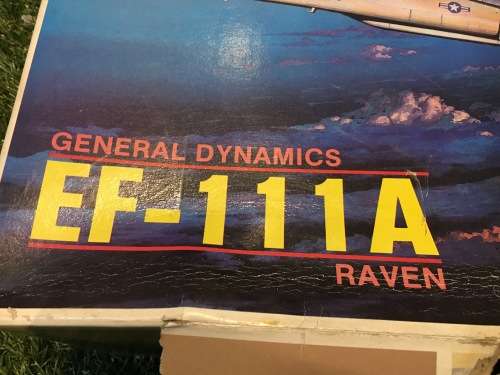 GENERAL DYNAMICS
EF-111A
RAVEN